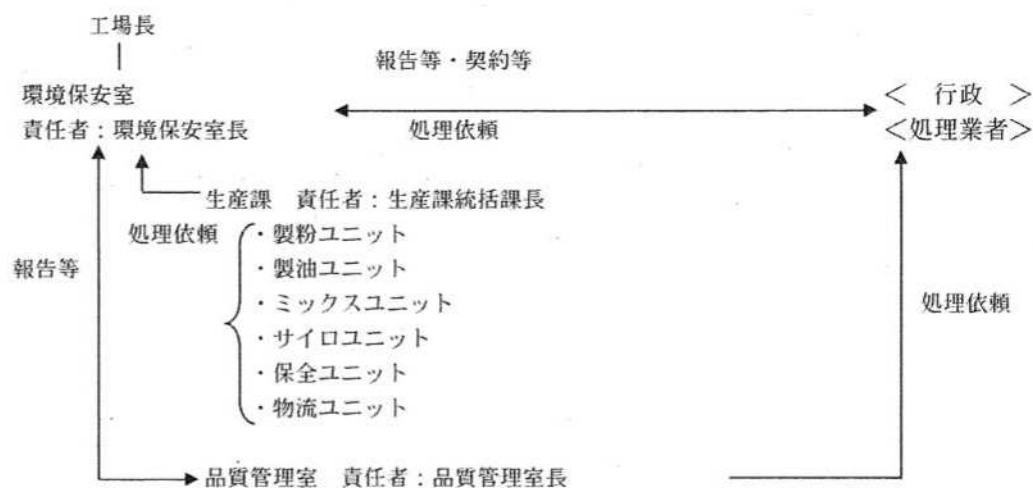 工場長
報告等・契約等
環境保安室
<　行政　>
責任者：環境保安室長
処理依頼
<処理業者>
生産課　責任者：生産課統括課長
処理依頼
・製粉ユニット
・製油ユニット
報告等
・ミックスユニット
処理依頼
・サイロユニット
・保全ユニット
・物流ユニット
品質管理室　責任者：品質管理室長